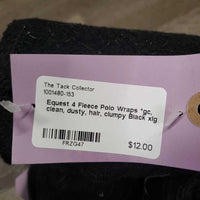 The Tack Collector
1001480-153
Equest 4 Fleece Polo Wraps *gc,
clean, dusty, hair, clumpy Black xlg
FRZG47
$12.00